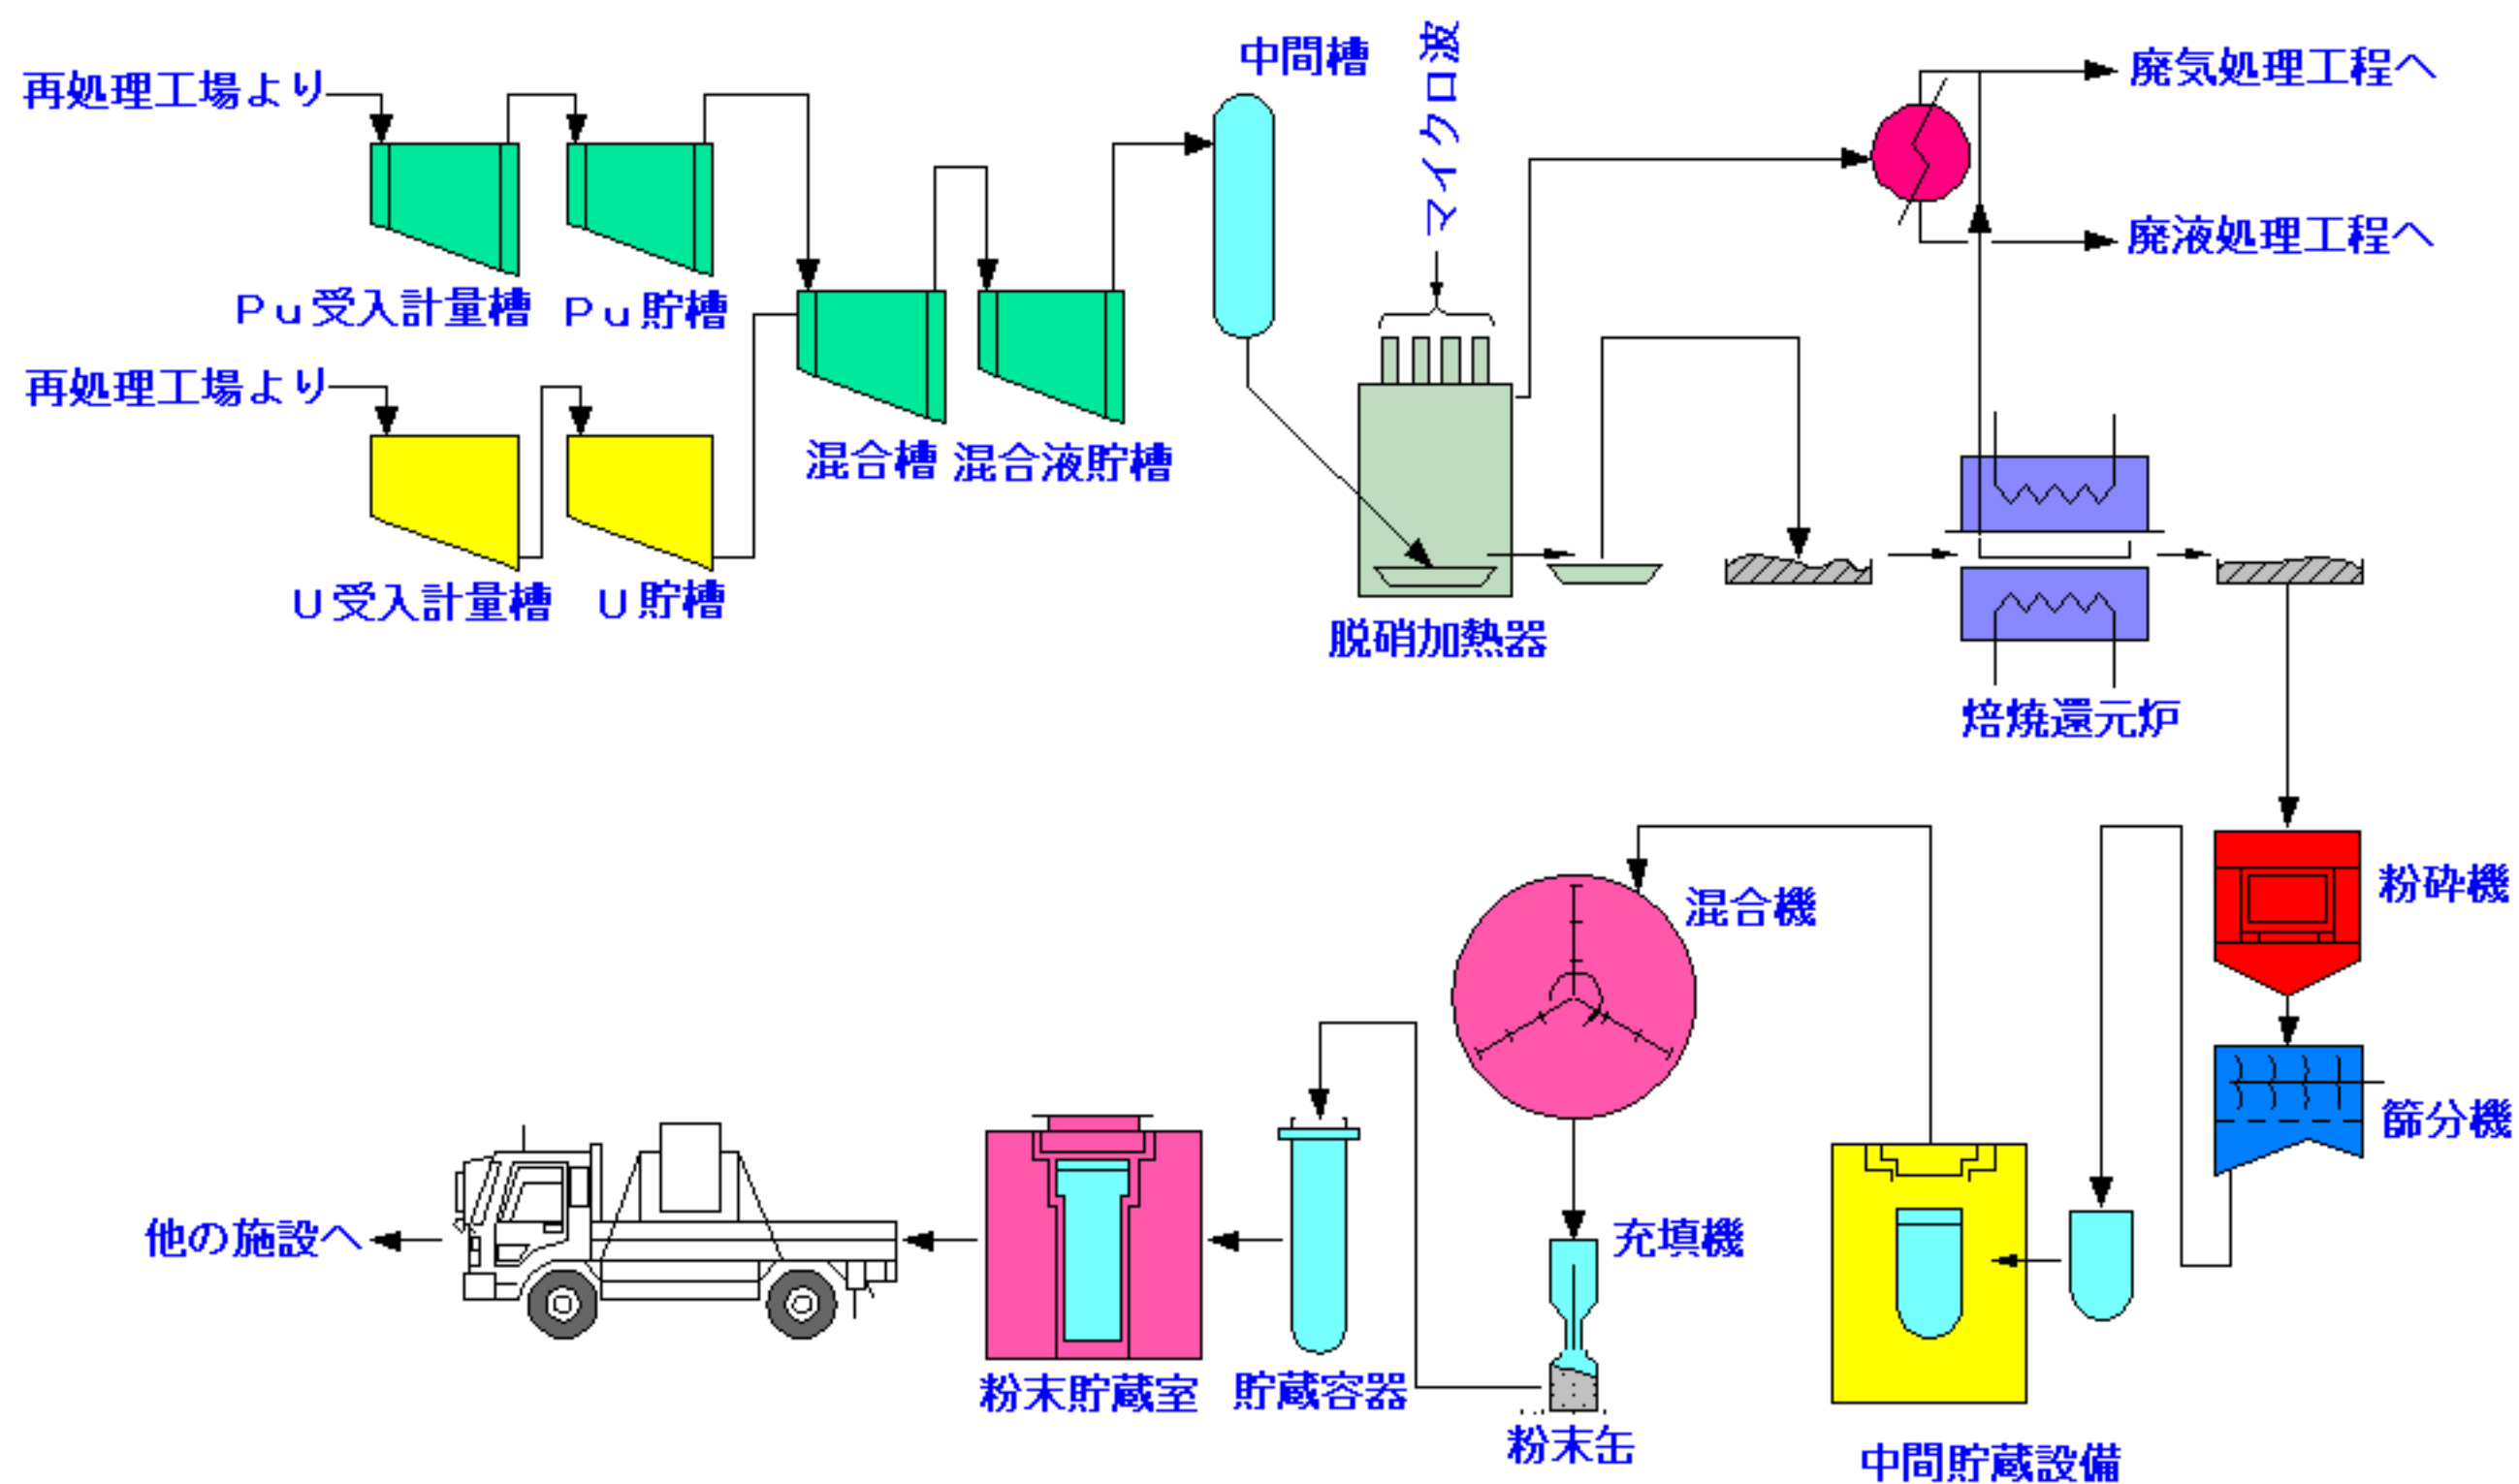 再処理工場より
中間槽
マイクロ波
廃気処理工程へ
廃液処理工程へ
Ｐｕ受入計量槽
Ｐｕ貯槽
再処理工場より
混合槽
混合液貯槽
Ｕ受入計量槽
Ｕ貯槽
脱硝加熱器
焙焼還元炉
粉砕機
混合機
篩分機
充填機
他の施設へ
粉末貯蔵室
貯蔵容器
粉末缶
中間貯蔵設備